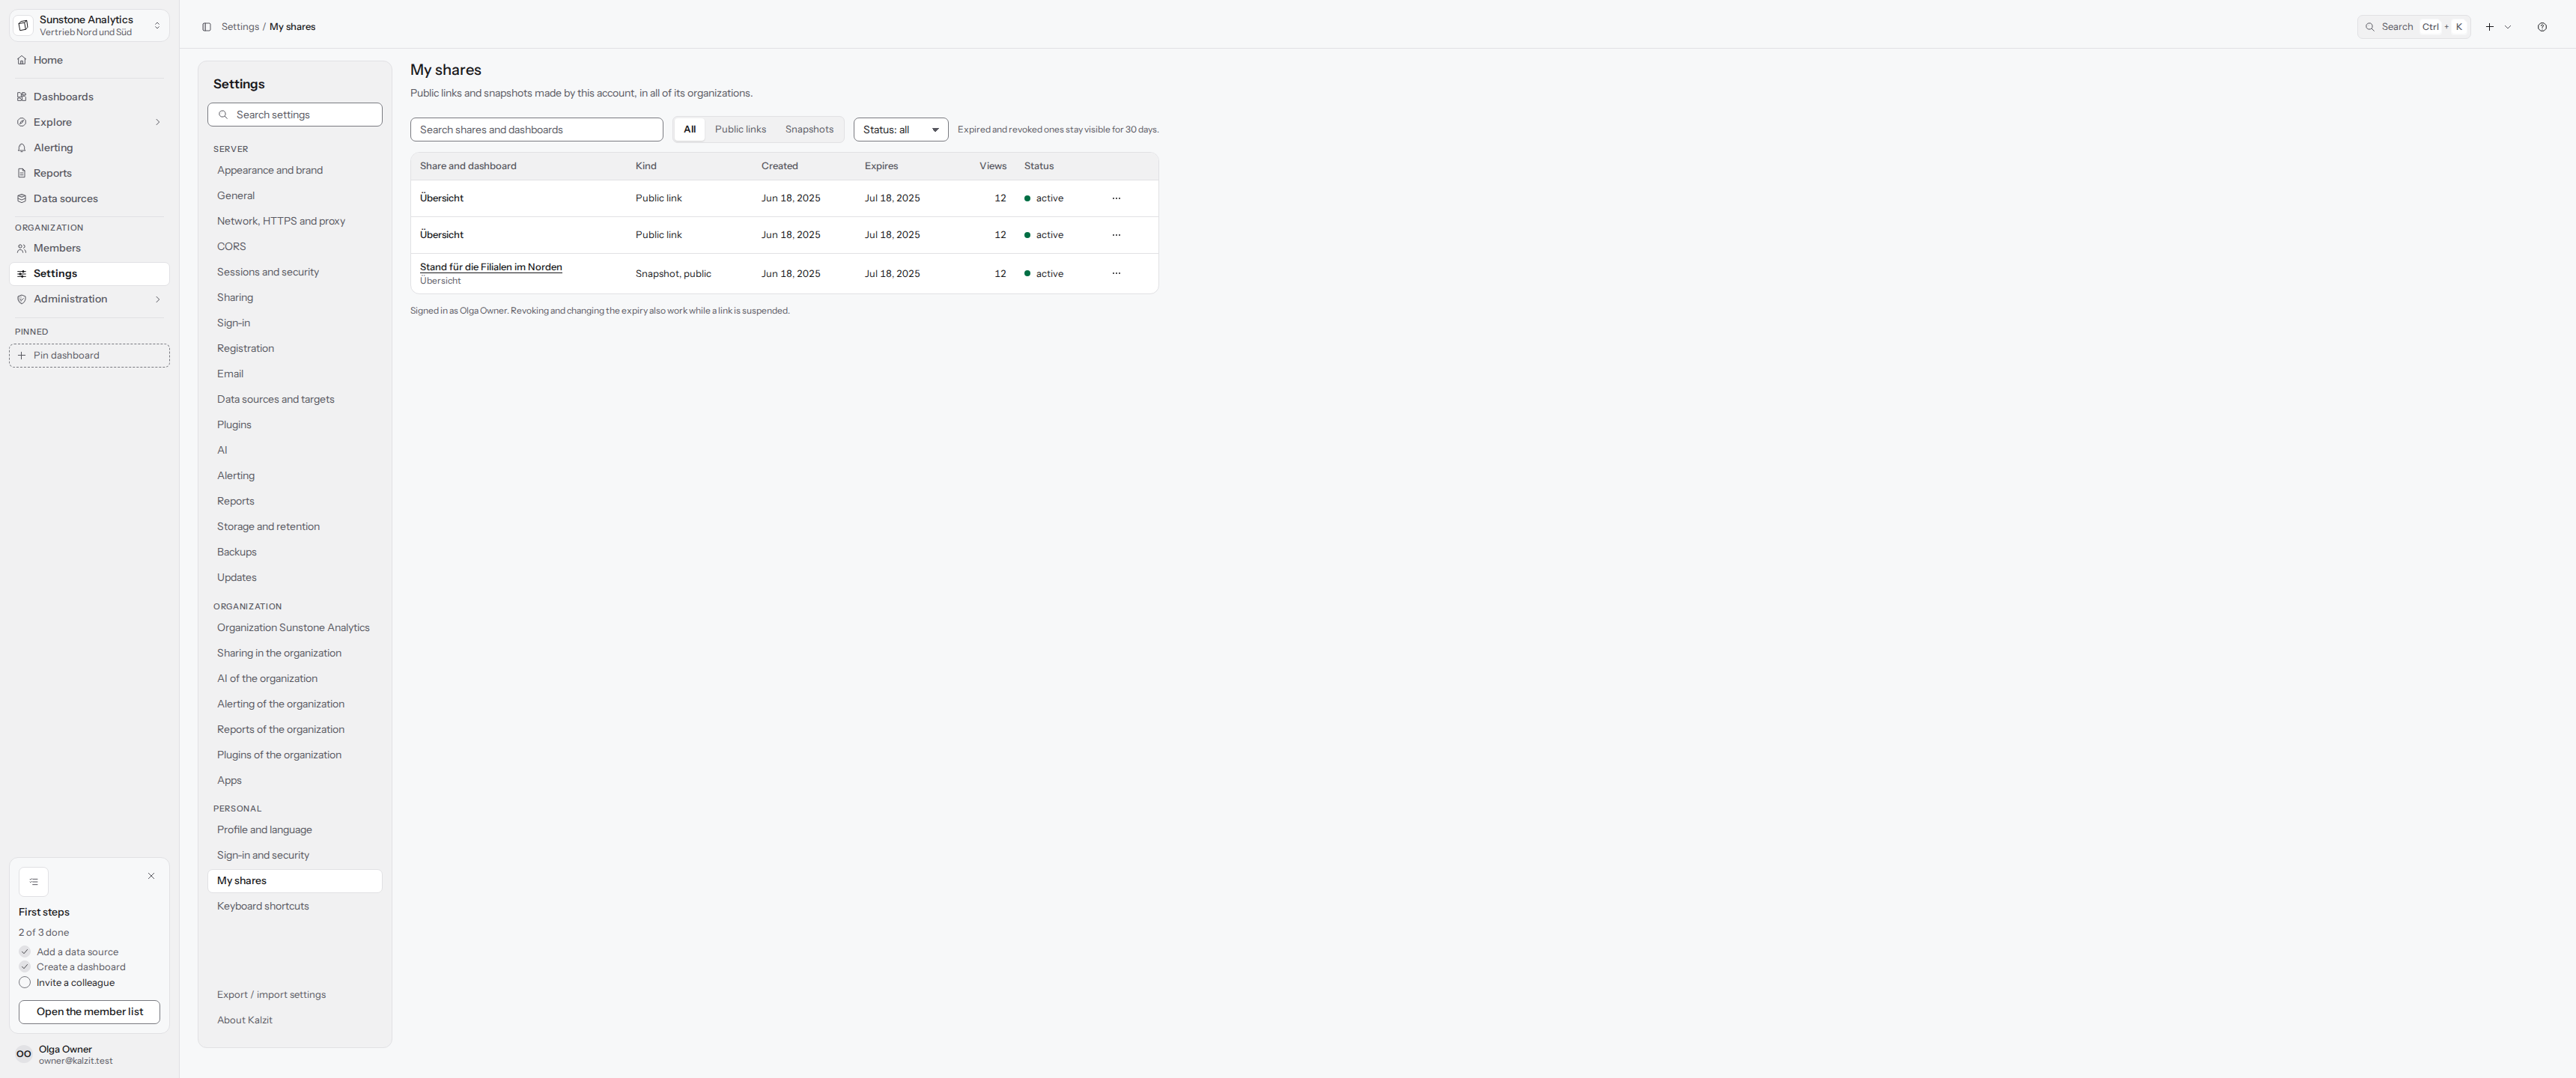 Sunstone Analytics
Vertrieb Nord und Süd
Home
Dashboards
Explore
Alerting
Reports
Data sources
ORGANIZATION
Members
Settings
Administration
PINNED
Pin dashboard
First steps
2 of 3 done
Add a data source
Create a dashboard
Invite a colleague
Open the member list
OO
Olga Owner
owner@kalzit.test
Settings / My shares
Search Ctrl + K
Settings
Search settings
SERVER
Appearance and brand
General
Network, HTTPS and proxy
CORS
Sessions and security
Sharing
Sign-in
Registration
Email
Data sources and targets
Plugins
AI
Alerting
Reports
Storage and retention
Backups
Updates
ORGANIZATION
Organization Sunstone Analytics
Sharing in the organization
AI of the organization
Alerting of the organization
Reports of the organization
Plugins of the organization
Apps
PERSONAL
Profile and language
Sign-in and security
My shares
Keyboard shortcuts
Export / import settings
About Kalzit
My shares
Public links and snapshots made by this account, in all of its organizations.
Search shares and dashboards All Public links Snapshots Status: all Expired and revoked ones stay visible for 30 days.
Share and dashboard Kind Created Expires Views Status
Übersicht Public link Jun 18, 2025 Jul 18, 2025 12 active
Übersicht Public link Jun 18, 2025 Jul 18, 2025 12 active
Stand für die Filialen im Norden Snapshot, public Jun 18, 2025 Jul 18, 2025 12 active
Übersicht
Signed in as Olga Owner. Revoking and changing the expiry also work while a link is suspended.